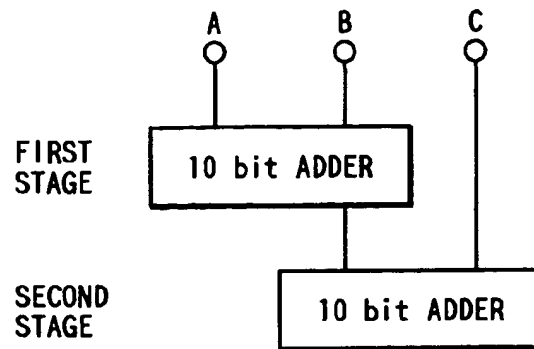 A B C
FIRST
STAGE
10 bit ADDER
SECOND
STAGE
10 bit ADDER